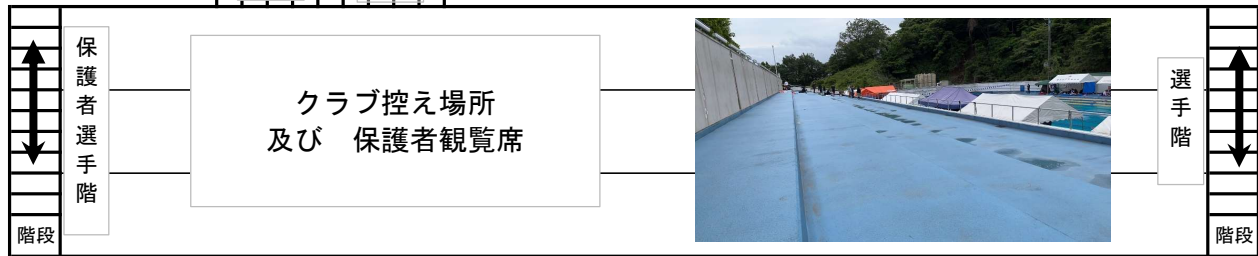 保護者選手階
階段
クラブ控え場所
及び　保護者観覧席
選手階
階段